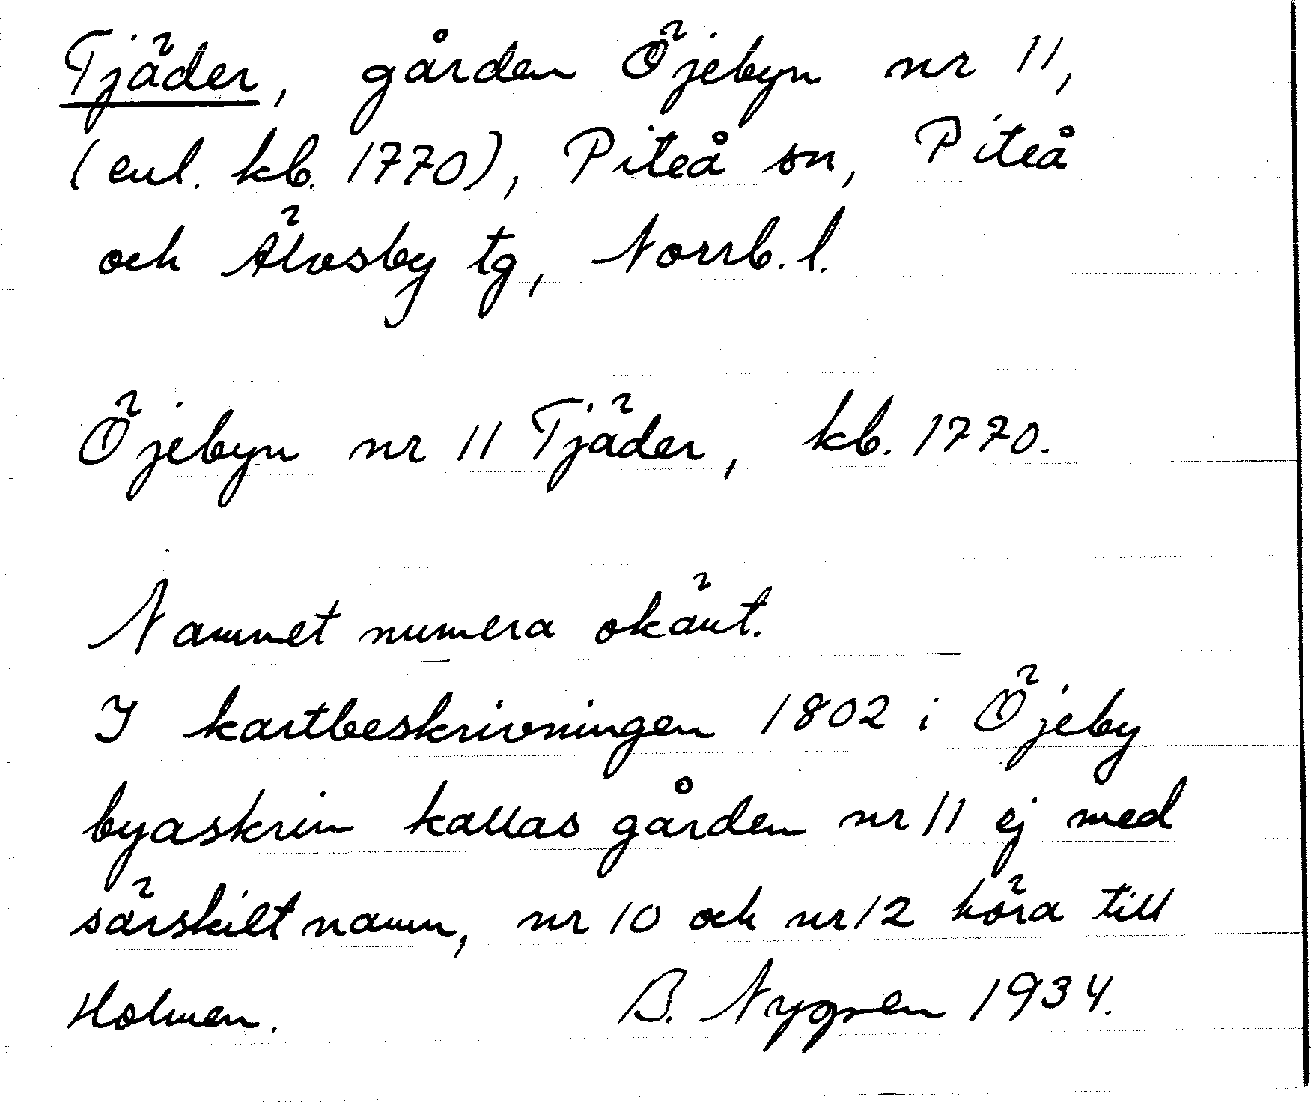 Tjäder, gården Öjebyn nr 11,
(enl. kb. 1770), Piteå sn, Piteå
och Älvsby tg, Norrb. l.
Öjebyn nr 11 Tjäder, kb. 1770.
Namnet numera okänt.
I kartbeskrivningen 1802 i Öjeby
byaskrin kallas gården nr 11 ej med
särskilt namn, nr 10 och nr 12 höra till
Holmen. B. Nygren 1934.